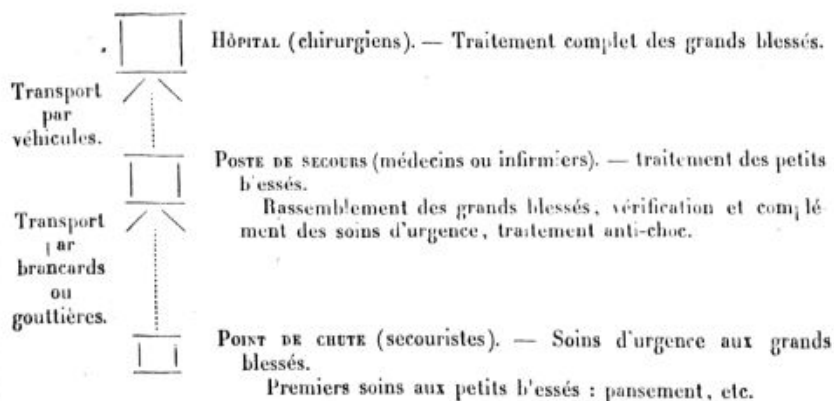 HÔPITAL (chirurgiens). — Traitement complet des grands blessés.
Transport
par
véhicules.
POSTE DE SECOURS (médecins ou infirmiers). — traitement des petits
blessés.
Rassemblement des grands blessés, vérification et complé
ment des soins d'urgence, traitement anti-choc.
Transport
par
brancards
ou
gouttières.
POINT DE CHUTE (secouristes). — Soins d'urgence aux grands
blessés.
Premiers soins aux petits blessés : pansement, etc.